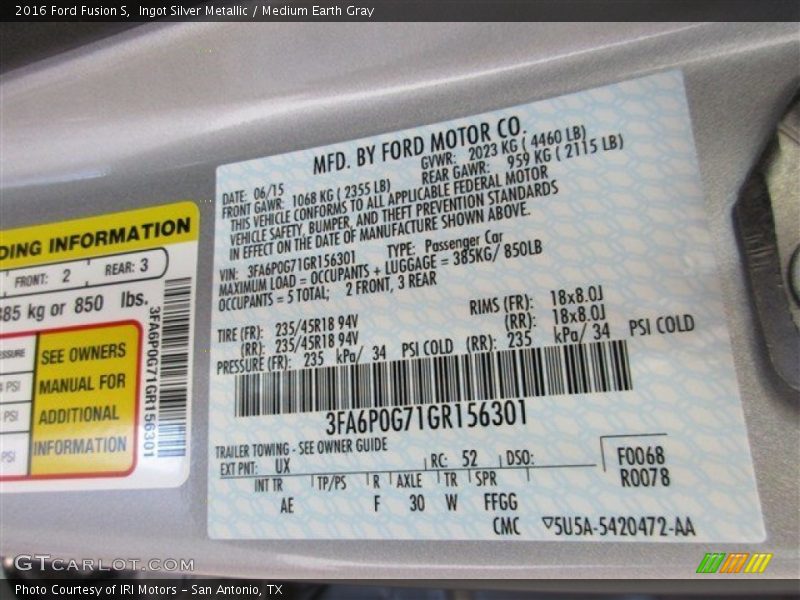 2016 Ford Fusion S,  Ingot Silver Metallic / Medium Earth Gray
MFD. BY FORD MOTOR CO.
DATE: 06/15 GVWR: 2023 KG ( 4460 LB)
FRONT GAWR: 1068 KG ( 2355 LB) REAR GAWR: 959 KG ( 2115 LB)
THIS VEHICLE CONFORMS TO ALL APPLICABLE FEDERAL MOTOR
VEHICLE SAFETY, BUMPER, AND THEFT PREVENTION STANDARDS
IN EFFECT ON THE DATE OF MANUFACTURE SHOWN ABOVE.
VIN: 3FA6P0G71GR156301 TYPE: Passenger Car
MAXIMUM LOAD = OCCUPANTS + LUGGAGE = 385KG/ 850LB
OCCUPANTS = 5 TOTAL; 2 FRONT, 3 REAR
TIRE (FR): 235/45R18 94V RIMS (FR): 18x8.0J
(RR): 235/45R18 94V (RR): 18x8.0J
PRESSURE (FR): 235 kPa/ 34 PSI COLD (RR): 235 kPa/ 34 PSI COLD
3FA6P0G71GR156301
TRAILER TOWING - SEE OWNER GUIDE
EXT PNT: UX RC: 52 DSO: F0068
INT TR TP/PS R AXLE TR SPR R0078
AE F 30 W FFGG
CMC 5U5A-5420472-AA
DING INFORMATION
FRONT: 2 REAR: 3
385 kg or 850 lbs.
SSURE
PSI
PSI
PSI
SEE OWNERS
MANUAL FOR
ADDITIONAL
INFORMATION
3FA6P0G71GR156301
GTCARLOT.COM
Photo Courtesy of IRI Motors – San Antonio, TX